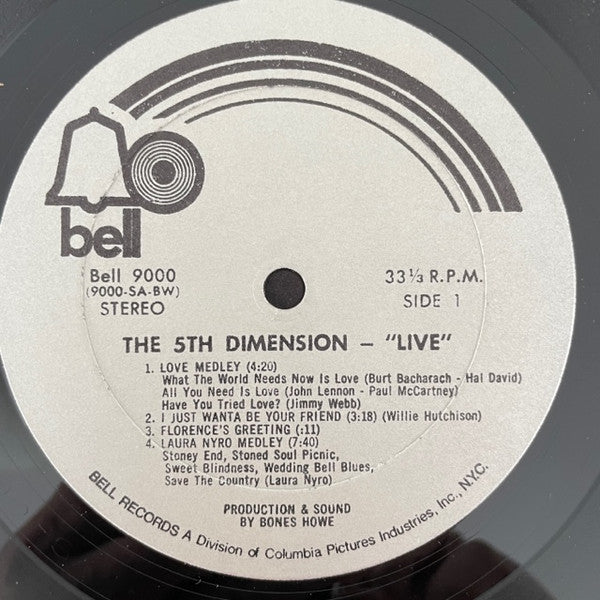 bell
Bell 9000
(9000-SA-BW)
STEREO
33⅓ R.P.M.
SIDE 1
THE 5TH DIMENSION – "LIVE"
1. LOVE MEDLEY (4:20)
What The World Needs Now Is Love (Burt Bacharach - Hal David)
All You Need Is Love (John Lennon - Paul McCartney)
Have You Tried Love? (Jimmy Webb)
2. I JUST WANTA BE YOUR FRIEND (3:18) (Willie Hutchison)
3. FLORENCE'S GREETING (:11)
4. LAURA NYRO MEDLEY (7:40)
Stoney End, Stoned Soul Picnic,
Sweet Blindness, Wedding Bell Blues,
Save The Country (Laura Nyro)
PRODUCTION & SOUND
BY BONES HOWE
BELL RECORDS A Division of Columbia Pictures Industries, Inc., N.Y.C.